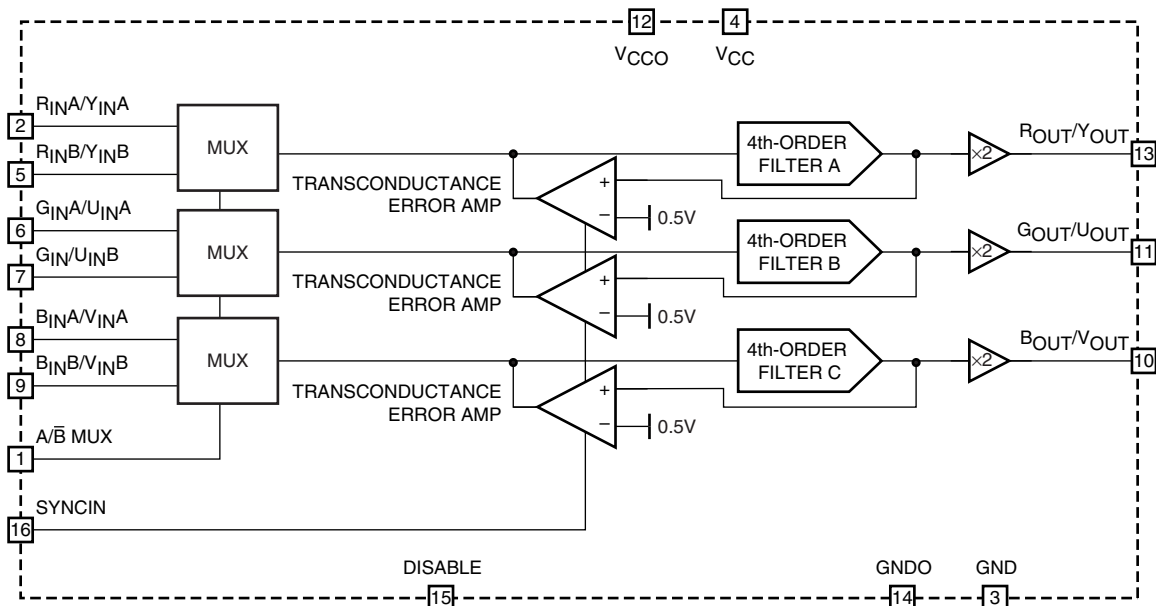 12
4
VCCO
VCC
RINA/YINA
2
RINB/YINB
5
MUX
GINA/UINA
6
GIN/UINB
7
MUX
BINA/VINA
8
BINB/VINB
9
MUX
A/B̅ MUX
1
SYNCIN
16
TRANSCONDUCTANCE
ERROR AMP
+
−
0.5V
4th-ORDER
FILTER A
×2
ROUT/YOUT
13
TRANSCONDUCTANCE
ERROR AMP
+
−
0.5V
4th-ORDER
FILTER B
×2
GOUT/UOUT
11
TRANSCONDUCTANCE
ERROR AMP
+
−
0.5V
4th-ORDER
FILTER C
×2
BOUT/VOUT
10
DISABLE
15
GNDO
14
GND
3